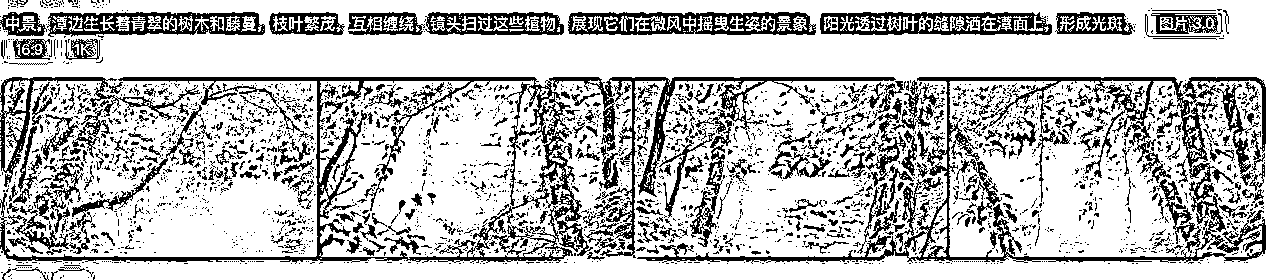 中景，潭边生长着青翠的树木和藤蔓，枝叶繁茂，互相缠绕，镜头扫过这些植物，展现它们在微风中摇曳生姿的景象，阳光透过树叶的缝隙洒在潭面上，形成光斑。 图片 3.0
16:9 1K